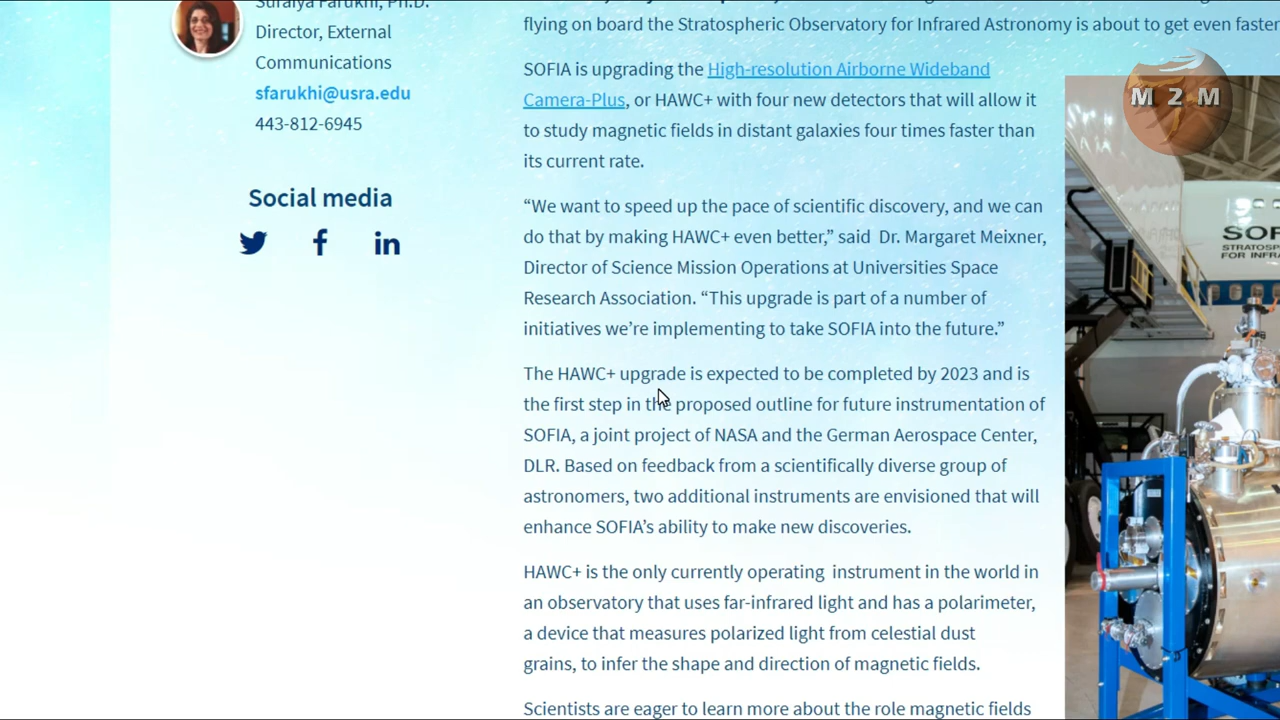 Suraiya Farukhi, Ph.D.
Director, External
Communications
sfarukhi@usra.edu
443-812-6945
Social media
flying on board the Stratospheric Observatory for Infrared Astronomy is about to get even faster
SOFIA is upgrading the High-resolution Airborne Wideband
Camera-Plus, or HAWC+ with four new detectors that will allow it
to study magnetic fields in distant galaxies four times faster than
its current rate.
“We want to speed up the pace of scientific discovery, and we can
do that by making HAWC+ even better,” said Dr. Margaret Meixner,
Director of Science Mission Operations at Universities Space
Research Association. “This upgrade is part of a number of
initiatives we’re implementing to take SOFIA into the future.”
The HAWC+ upgrade is expected to be completed by 2023 and is
the first step in the proposed outline for future instrumentation of
SOFIA, a joint project of NASA and the German Aerospace Center,
DLR. Based on feedback from a scientifically diverse group of
astronomers, two additional instruments are envisioned that will
enhance SOFIA’s ability to make new discoveries.
HAWC+ is the only currently operating instrument in the world in
an observatory that uses far-infrared light and has a polarimeter,
a device that measures polarized light from celestial dust
grains, to infer the shape and direction of magnetic fields.
Scientists are eager to learn more about the role magnetic fields
M 2 M
SOF
STRATOSP
FOR INFRA